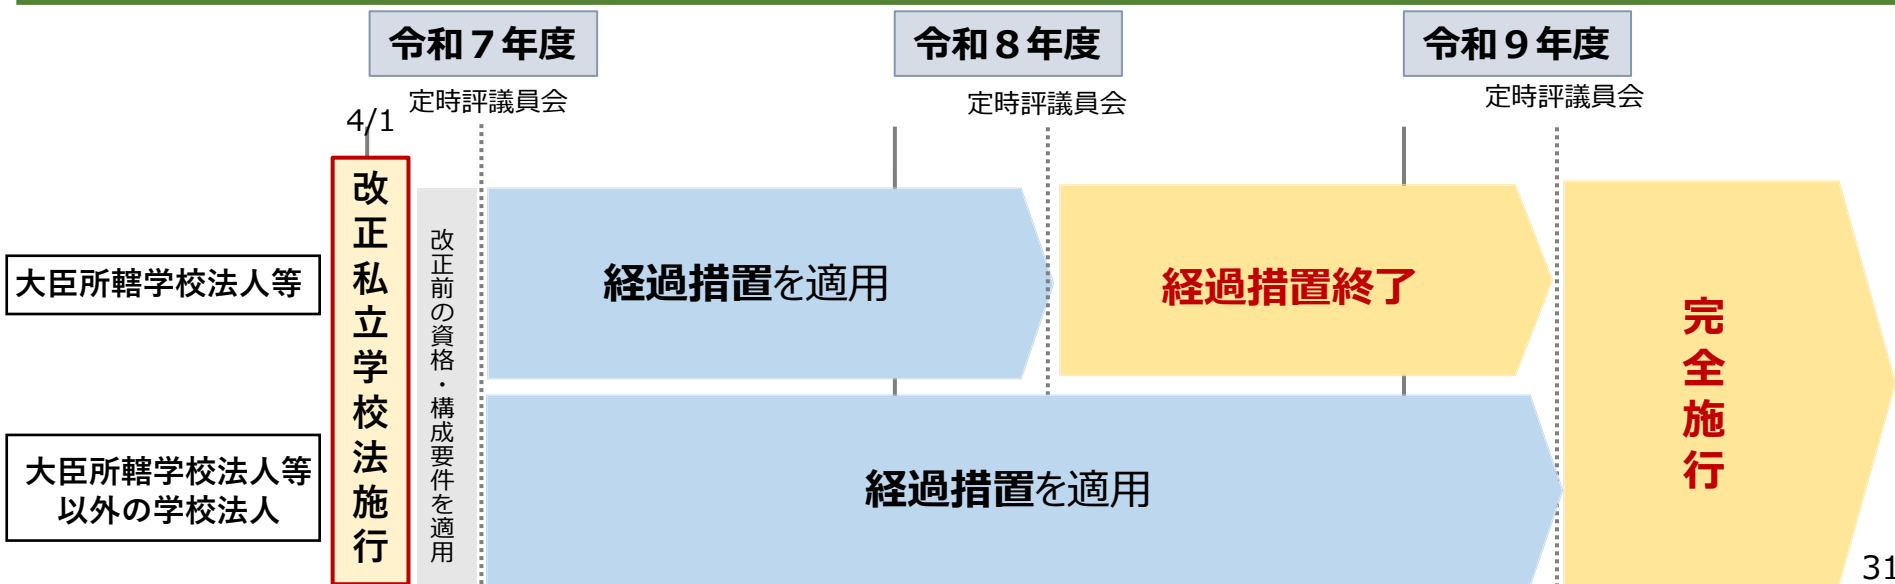 令和７年度
令和８年度
令和９年度
定時評議員会
定時評議員会
定時評議員会
4/1
改正私立学校法施行
改正前の資格・構成要件を適用
大臣所轄学校法人等
経過措置を適用
経過措置終了
完全施行
大臣所轄学校法人等
以外の学校法人
経過措置を適用
31